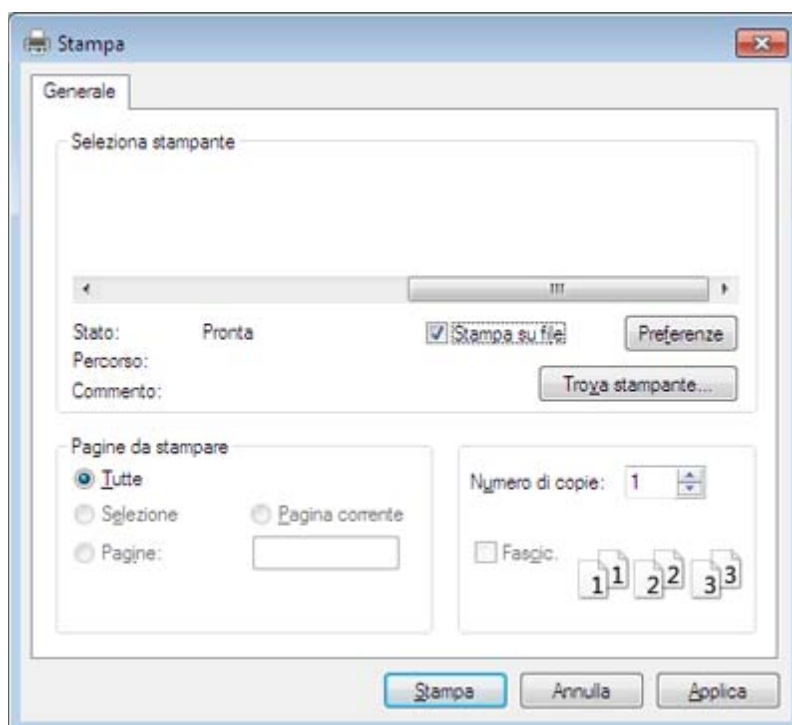 Stampa
Generale
Seleziona stampante
Stato: Pronta
Stampa su file
Preferenze
Percorso:
Commento:
Trova stampante...
Pagine da stampare
Tutte
Selezione
Pagina corrente
Pagine:
Numero di copie: 1
Fascic.
1 1 2 2 3 3
Stampa
Annulla
Applica